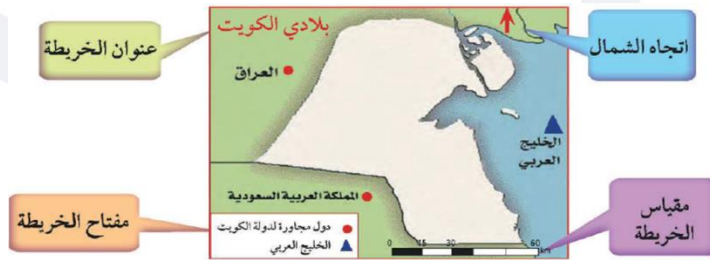 عنوان الخريطة
بلادي الكويت
اتجاه الشمال
العراق
الخليج
العربي
المملكة العربية السعودية
مفتاح الخريطة
دول مجاورة لدولة الكويت
الخليج العربي
0 15 30 60
km
مقياس
الخريطة